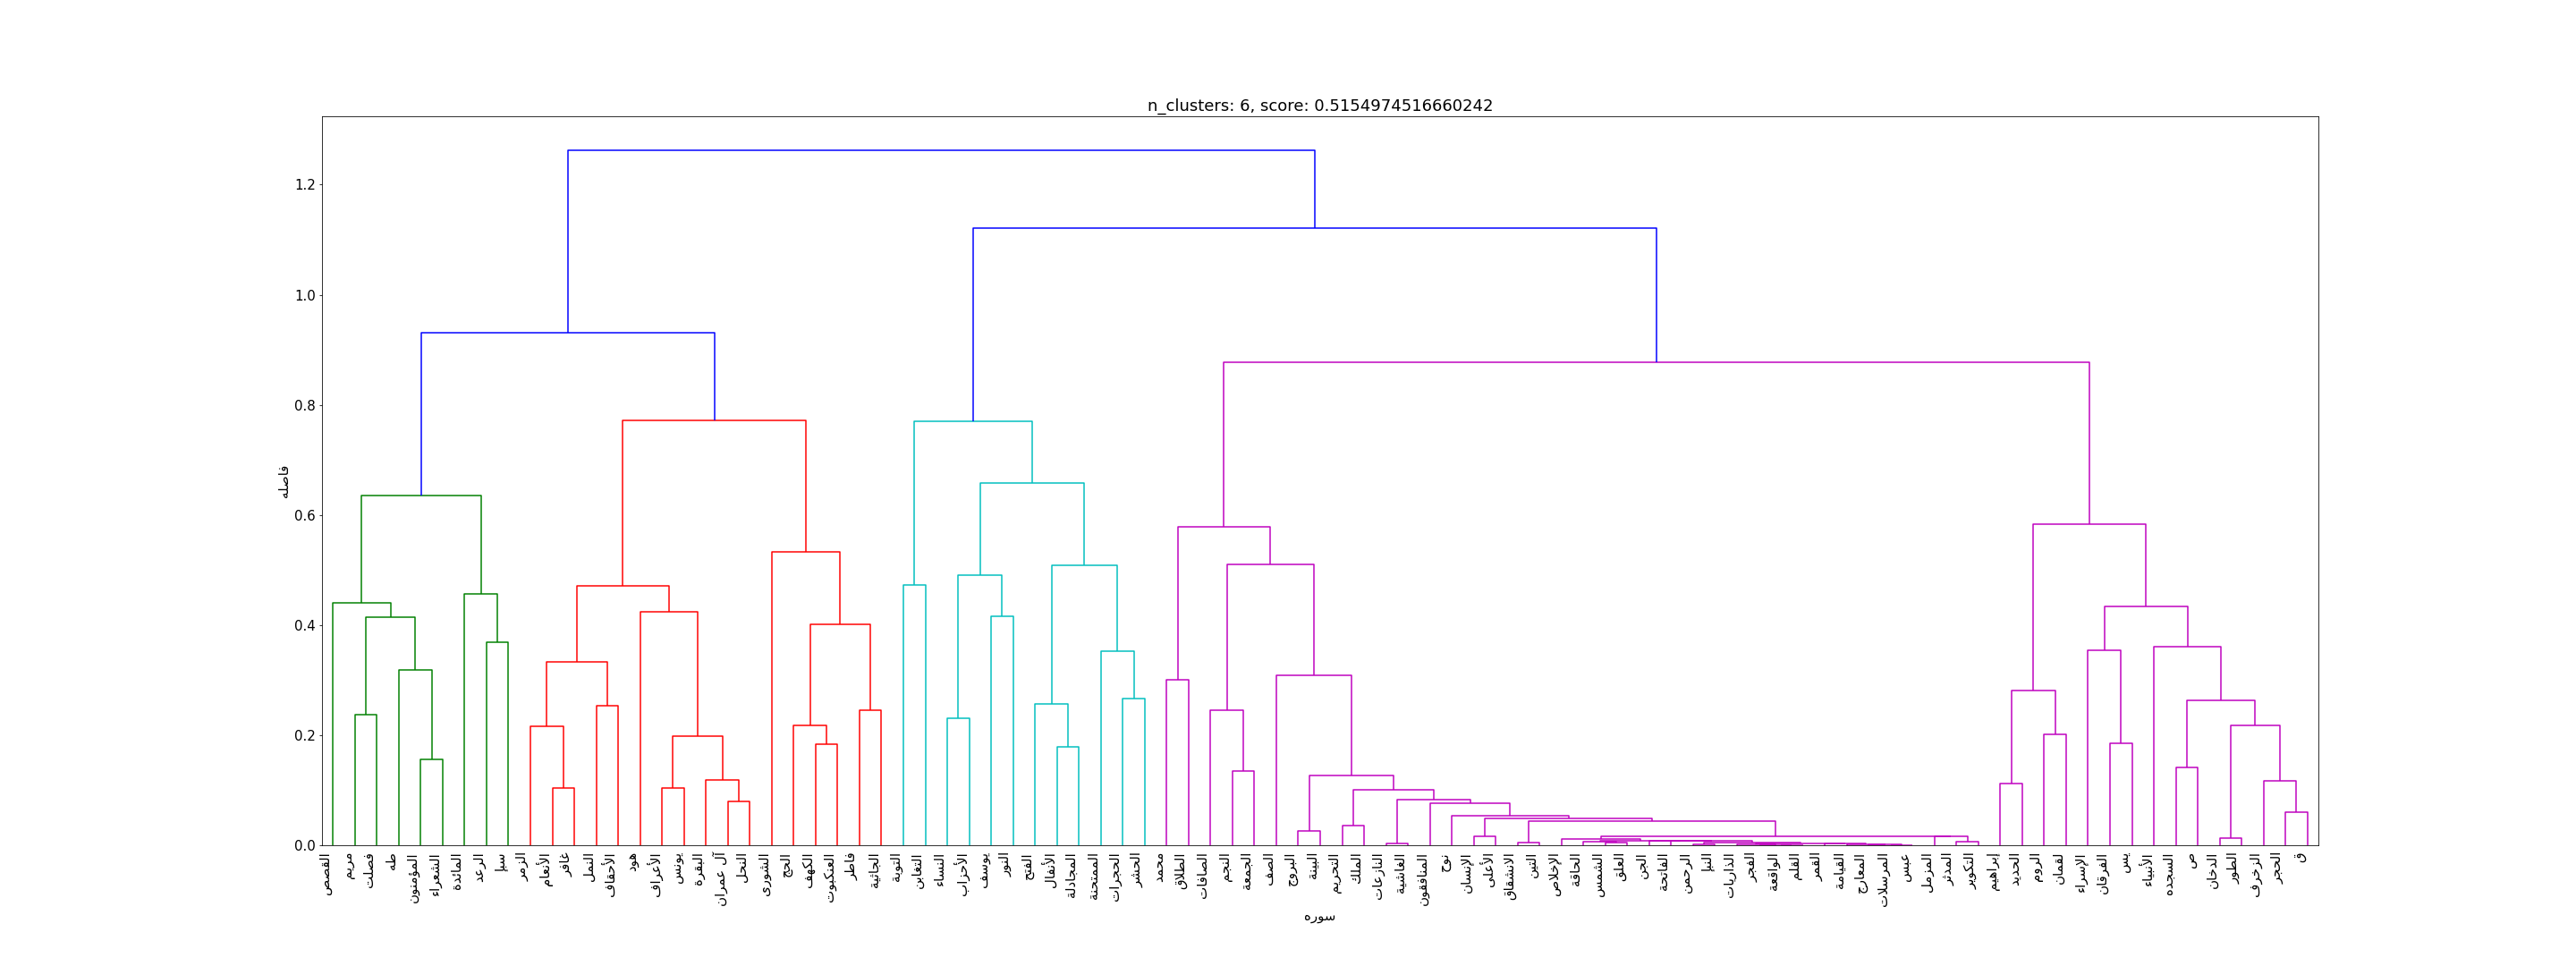 n_clusters: 6, score: 0.5154974516660242
1.2
1.0
0.8
0.6
0.4
0.2
0.0
فاصله
القصص
مريم
فصلت
طه
المؤمنون
الشعراء
المائدة
الرعد
سبإ
الزمر
الأنعام
غافر
النمل
الأحقاف
هود
الأعراف
يونس
البقرة
آل عمران
النحل
الشورى
الحج
الكهف
العنكبوت
فاطر
الجاثية
التوبة
التغابن
النساء
الأحزاب
يوسف
النور
الفتح
الأنفال
المجادلة
الممتحنة
الحجرات
الحشر
محمد
الطلاق
الصافات
النجم
الجمعة
الصف
البروج
البينة
التحريم
الملك
النازعات
الغاشية
المنافقون
نوح
الإنسان
الأعلى
الانشقاق
التين
الإخلاص
الحاقة
الشمس
العلق
الجن
الفاتحة
الرحمن
النبإ
الذاريات
الفجر
الواقعة
القلم
القمر
القيامة
المعارج
المرسلات
عبس
المزمل
المدثر
التكوير
إبراهيم
الحديد
الروم
لقمان
الإسراء
الفرقان
يس
الأنبياء
السجده
ص
الدخان
الطور
الزخرف
الحجر
ق
سوره